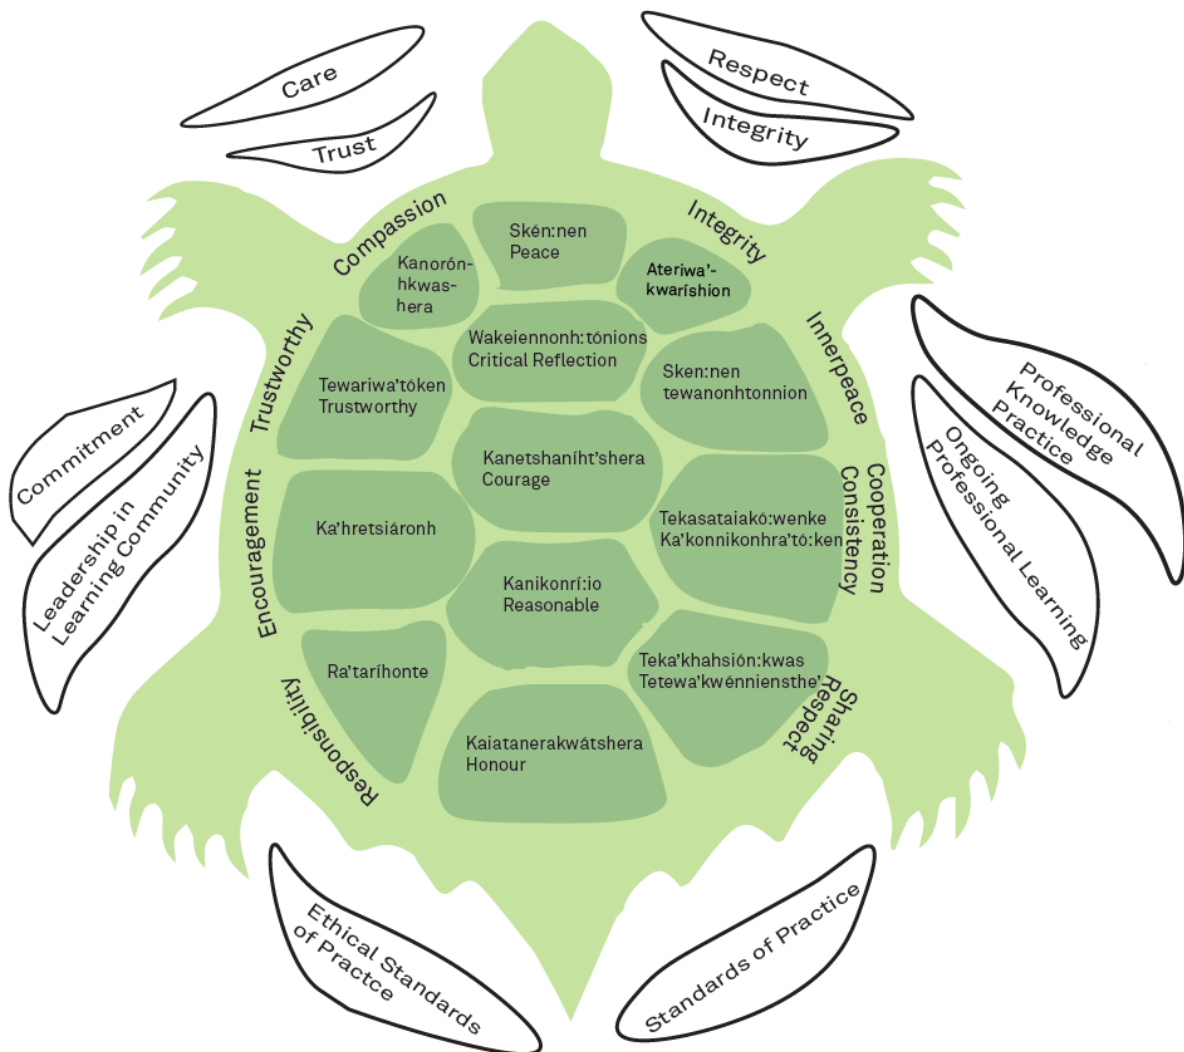 Care
Trust
Respect
Integrity
Compassion
Integrity
Skén:nen
Peace
Kanorón-
hkwas-
hera
Ateriwa'-
kwaríshion
Trustworthy
Innerpeace
Wakeiennonh:tónions
Critical Reflection
Tewariwa'tóken
Trustworthy
Sken:nen
tewanonhtonnion
Commitment
Leadership in
Learning Community
Professional
Knowledge
Practice
Ongoing
Professional Learning
Kanetshaníht'shera
Courage
Encouragement
Ka'hretsiáronh
Tekasataiakó:wenke
Ka'konnikonhra'tó:ken
Cooperation
Consistency
Kanikonrí:io
Reasonable
Responsibility
Ra'taríhonte
Teka'khahsión:kwas
Tetewa'kwénniensthe'
Sharing
Respect
Kaiatanerakwátshera
Honour
Ethical Standards
of Practce
Standards of Practice